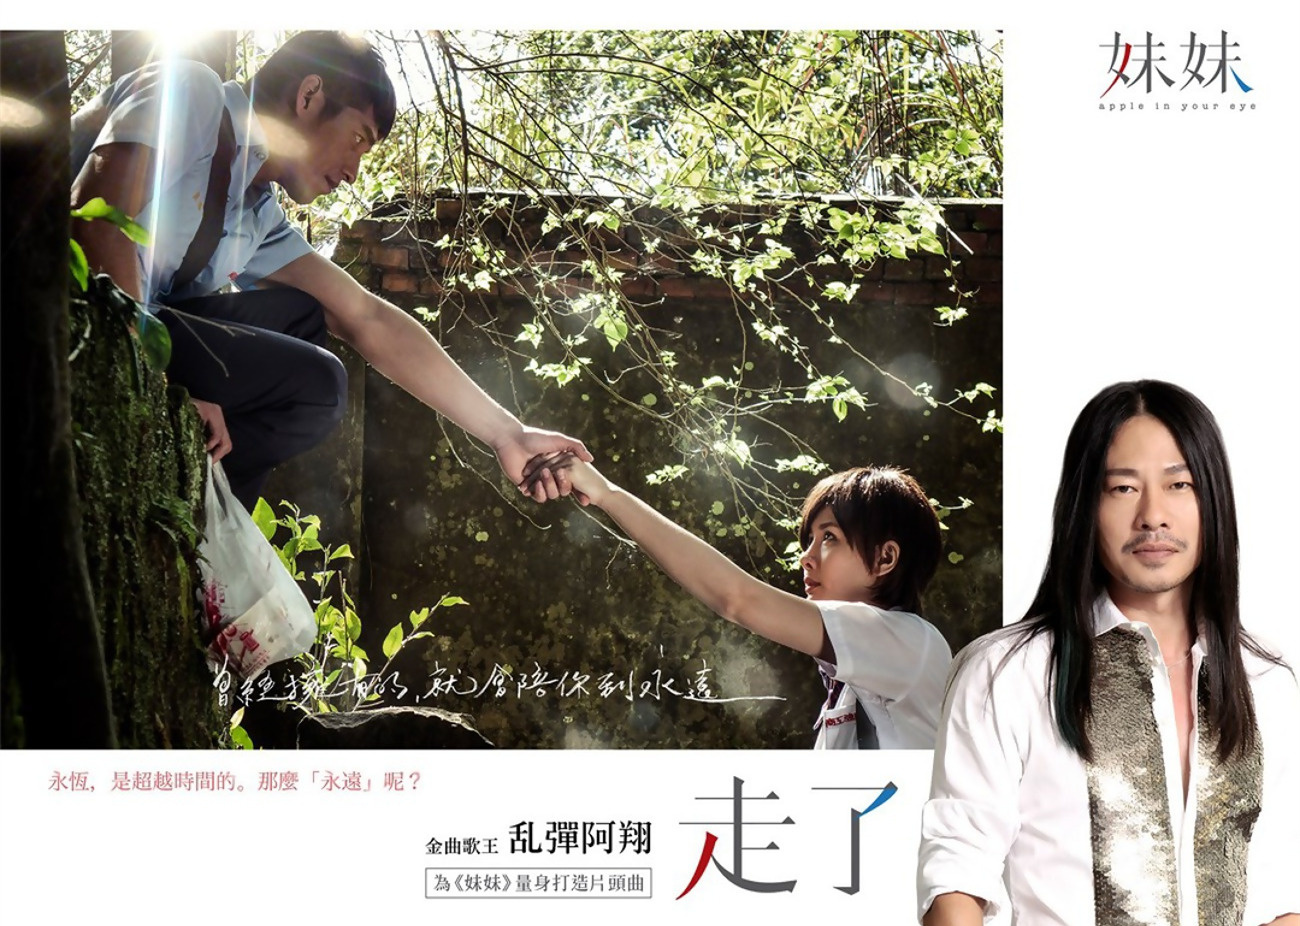 妹妹
apple in your eye
曾經擁有的,就會陪你到永遠
永恆，是超越時間的。那麼「永遠」呢？
金曲歌王 乱彈阿翔
為《妹妹》量身打造片頭曲
走了